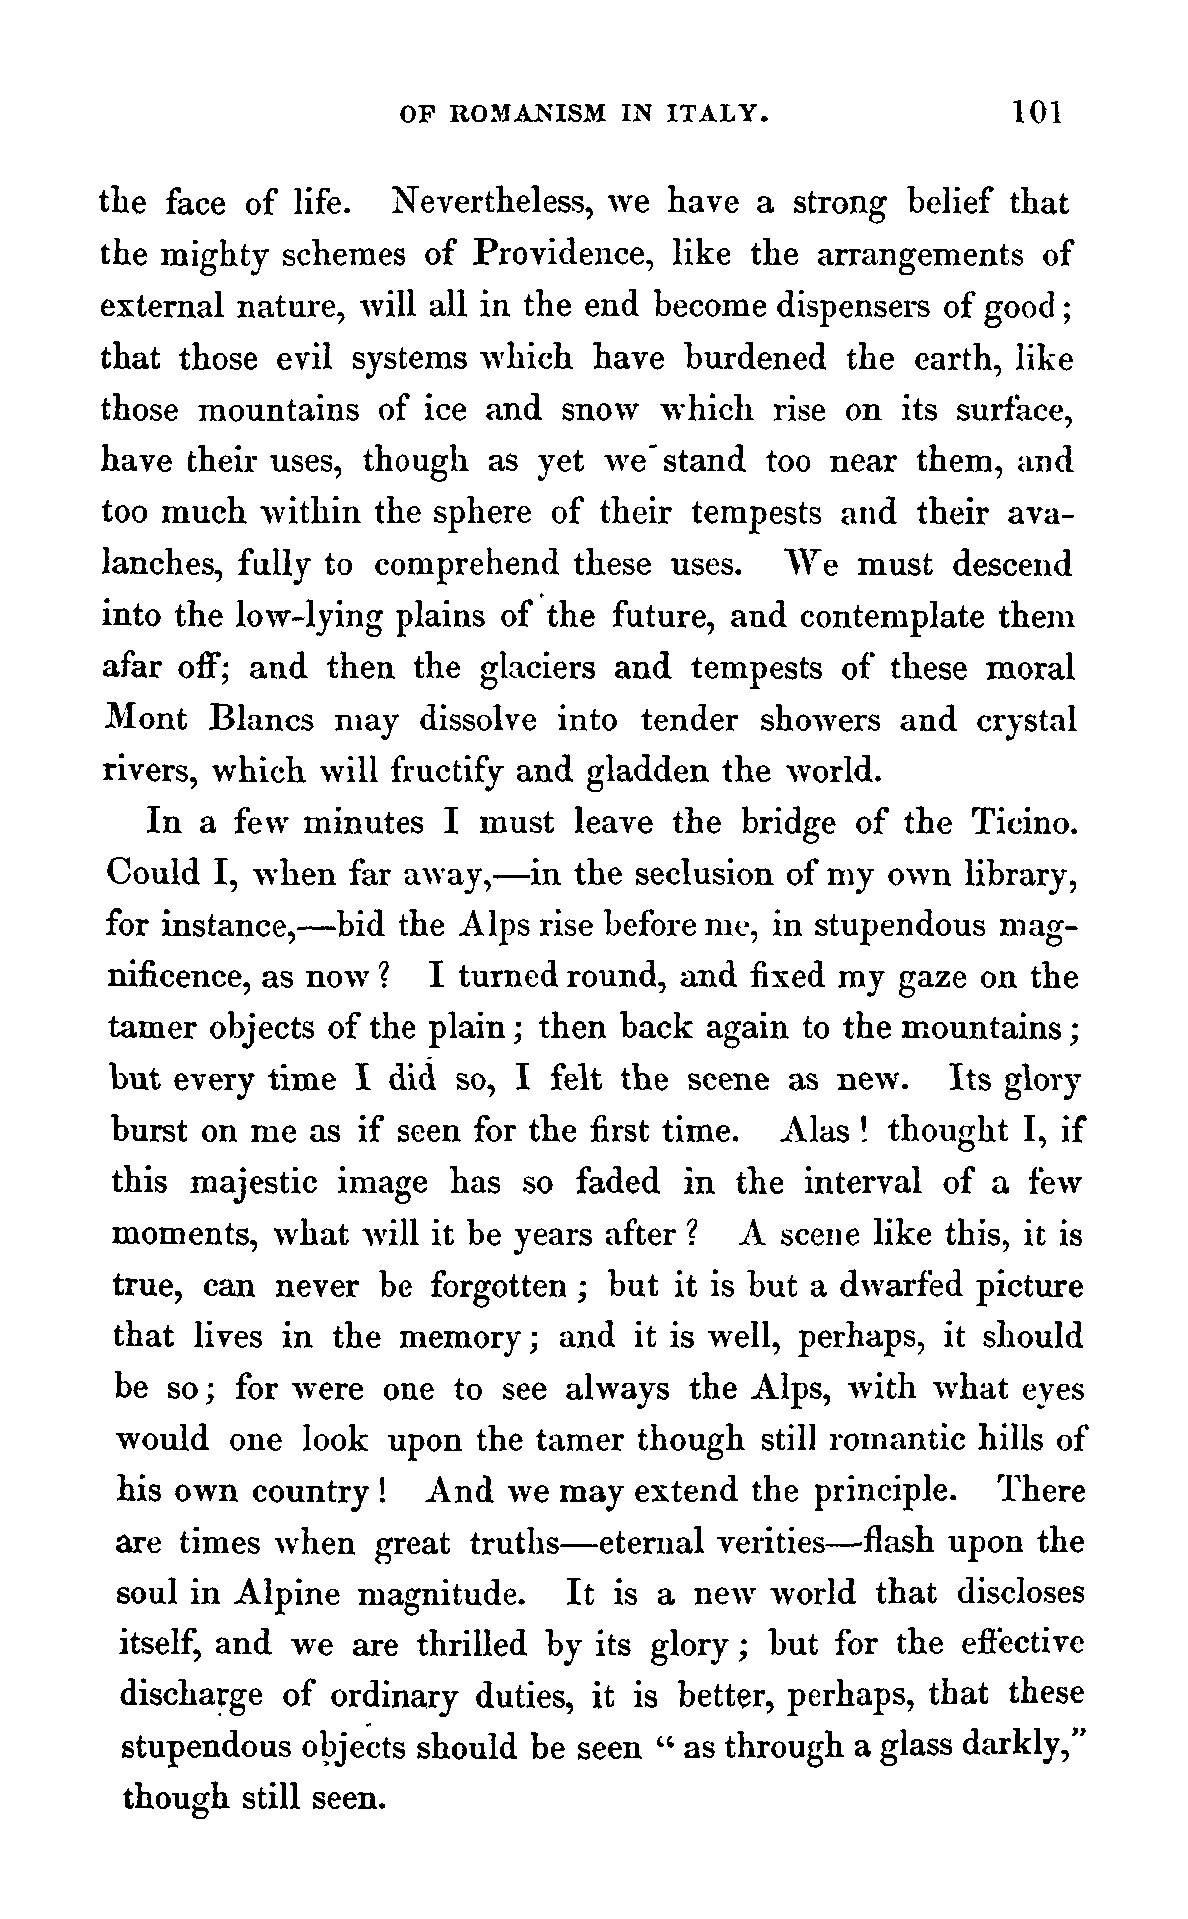 OF ROMANISM IN ITALY. 101
the face of life. Nevertheless, we have a strong belief that
the mighty schemes of Providence, like the arrangements of
external nature, will all in the end become dispensers of good;
that those evil systems which have burdened the earth, like
those mountains of ice and snow which rise on its surface,
have their uses, though as yet we stand too near them, and
too much within the sphere of their tempests and their ava-
lanches, fully to comprehend these uses. We must descend
into the low-lying plains of the future, and contemplate them
afar off; and then the glaciers and tempests of these moral
Mont Blancs may dissolve into tender showers and crystal
rivers, which will fructify and gladden the world.
In a few minutes I must leave the bridge of the Ticino.
Could I, when far away,—in the seclusion of my own library,
for instance,—bid the Alps rise before me, in stupendous mag-
nificence, as now? I turned round, and fixed my gaze on the
tamer objects of the plain; then back again to the mountains;
but every time I did so, I felt the scene as new. Its glory
burst on me as if seen for the first time. Alas! thought I, if
this majestic image has so faded in the interval of a few
moments, what will it be years after? A scene like this, it is
true, can never be forgotten; but it is but a dwarfed picture
that lives in the memory; and it is well, perhaps, it should
be so; for were one to see always the Alps, with what eyes
would one look upon the tamer though still romantic hills of
his own country! And we may extend the principle. There
are times when great truths—eternal verities—flash upon the
soul in Alpine magnitude. It is a new world that discloses
itself, and we are thrilled by its glory; but for the effective
discharge of ordinary duties, it is better, perhaps, that these
stupendous objects should be seen "as through a glass darkly,"
though still seen.